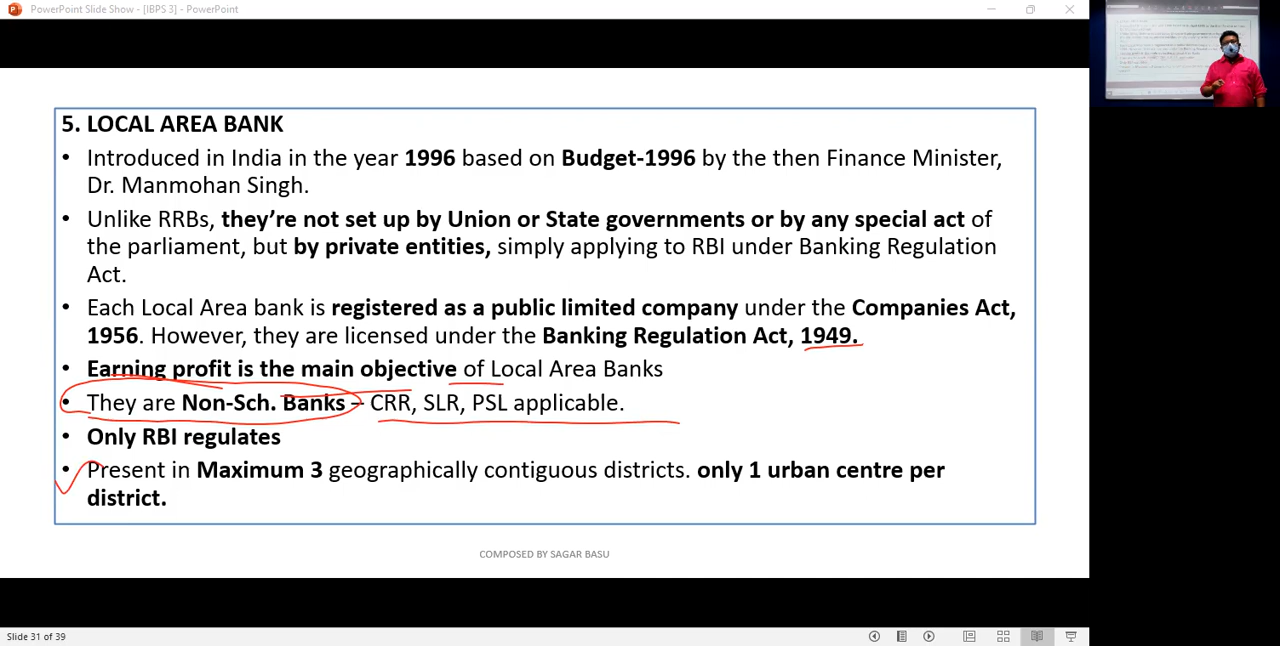 PowerPoint Slide Show - [IBPS 3] - PowerPoint
5. LOCAL AREA BANK
• Introduced in India in the year 1996 based on Budget-1996 by the then Finance Minister,
Dr. Manmohan Singh.
• Unlike RRBs, they’re not set up by Union or State governments or by any special act of
the parliament, but by private entities, simply applying to RBI under Banking Regulation
Act.
• Each Local Area bank is registered as a public limited company under the Companies Act,
1956. However, they are licensed under the Banking Regulation Act, 1949.
• Earning profit is the main objective of Local Area Banks
• They are Non-Sch. Banks – CRR, SLR, PSL applicable.
• Only RBI regulates
• Present in Maximum 3 geographically contiguous districts. only 1 urban centre per
district.
COMPOSED BY SAGAR BASU
Slide 31 of 39